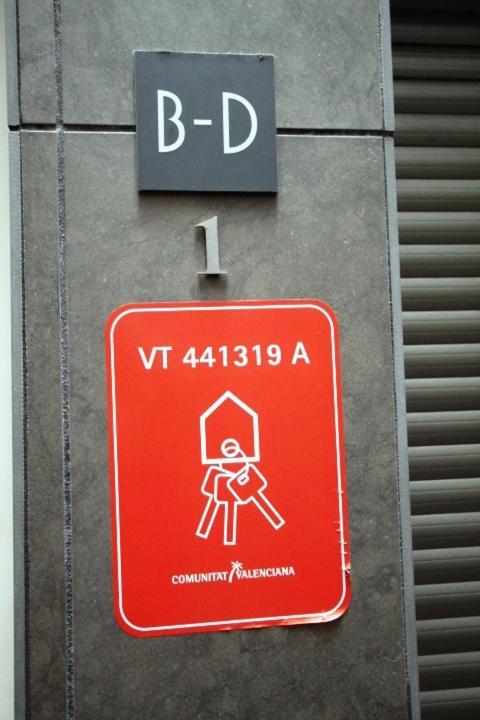 B-D
1
VT 441319 A
COMUNITAT VALENCIANA